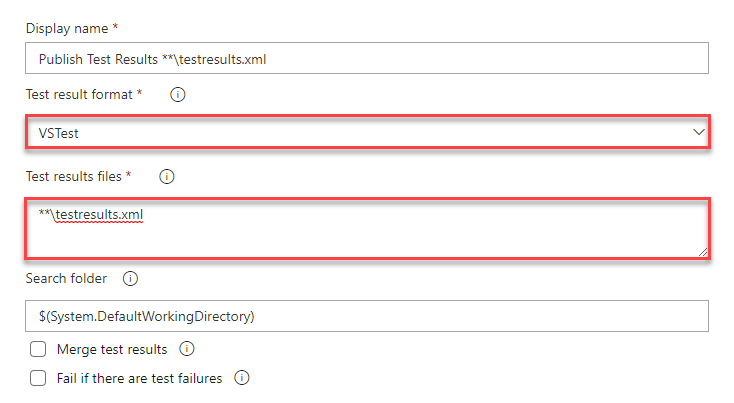 Display name *
Publish Test Results **\testresults.xml
Test result format *
VSTest
Test results files *
**\testresults.xml
Search folder
$(System.DefaultWorkingDirectory)
Merge test results
Fail if there are test failures